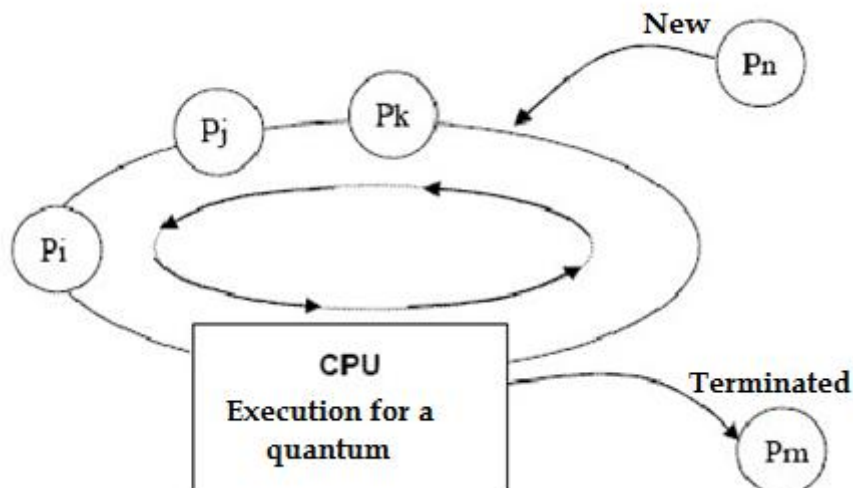 New
Pn
Pj
Pk
Pi
CPU
Execution for a
quantum
Terminated
Pm